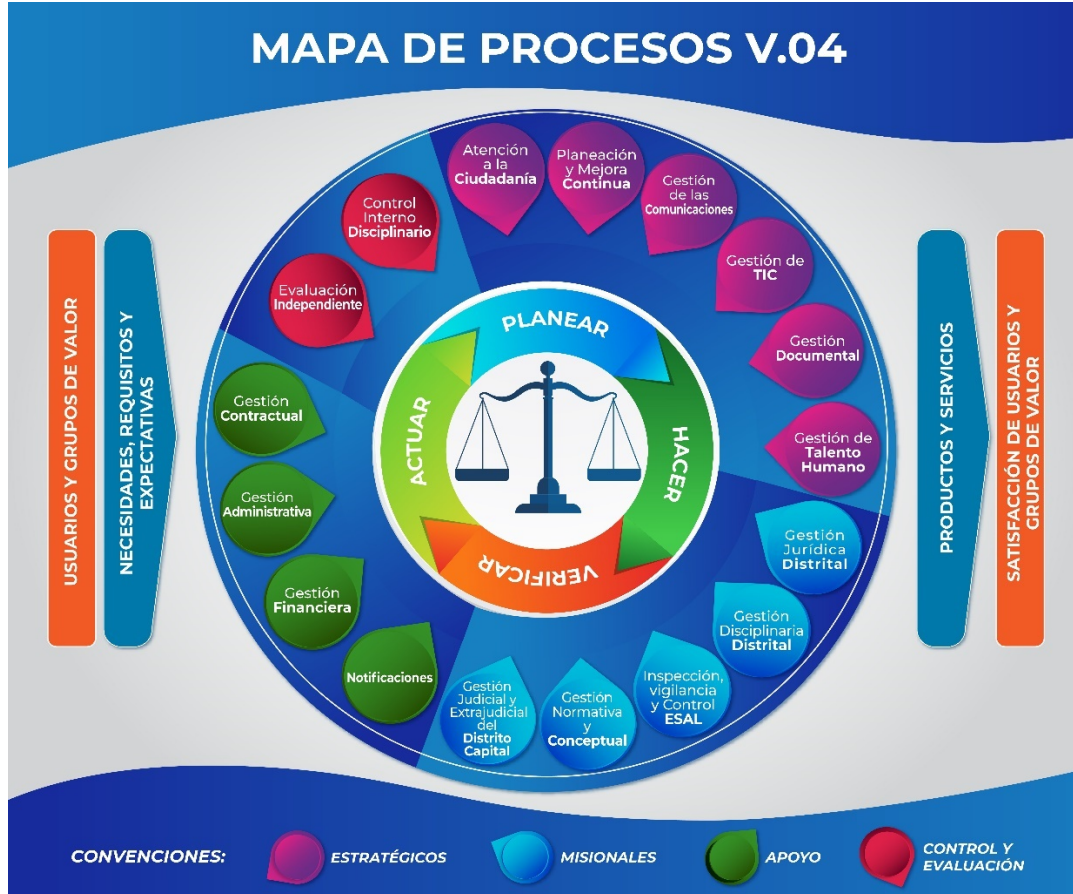 MAPA DE PROCESOS V.04
USUARIOS Y GRUPOS DE VALOR
NECESIDADES, REQUISITOS Y
EXPECTATIVAS
Atención
a la
Ciudadanía
Planeación
y Mejora
Contínua
Gestión
de las
Comunicaciones
Gestión de
TIC
Gestión
Documental
Gestión de
Talento
Humano
Gestión
Jurídica
Distrital
Gestión
Disciplinaria
Distrital
Inspección,
vigilancia
y Control
ESAL
Gestión
Normativa
y
Conceptual
Gestión
Judicial y
Extrajudicial
del
Distrito
Capital
Notificaciones
Gestión
Financiera
Gestión
Administrativa
Gestión
Contractual
Evaluación
Independiente
Control
Interno
Disciplinario
PLANEAR
HACER
VERIFICAR
ACTUAR
PRODUCTOS Y SERVICIOS
SATISFACCIÓN DE USUARIOS Y
GRUPOS DE VALOR
CONVENCIONES:
ESTRATÉGICOS
MISIONALES
APOYO
CONTROL Y
EVALUACIÓN